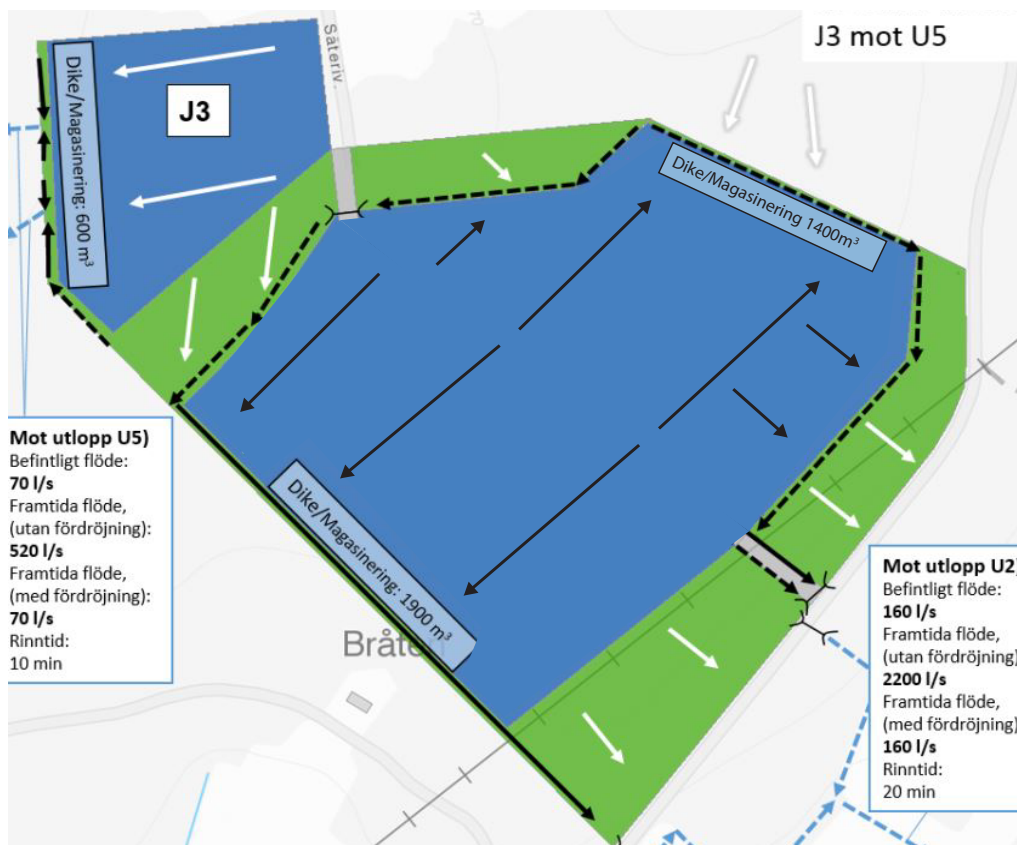 J3 mot U5
Säteriv.
70
J3
Dike/Magasinering: 600 m³
Dike/Magasinering 1400m³
Dike/Magasinering: 1900 m³
Bråten
Mot utlopp U5)
Befintligt flöde:
70 l/s
Framtida flöde,
(utan fördröjning):
520 l/s
Framtida flöde,
(med fördröjning):
70 l/s
Rinntid:
10 min
Mot utlopp U2)
Befintligt flöde:
160 l/s
Framtida flöde,
(utan fördröjning)
2200 l/s
Framtida flöde,
(med fördröjning)
160 l/s
Rinntid:
20 min